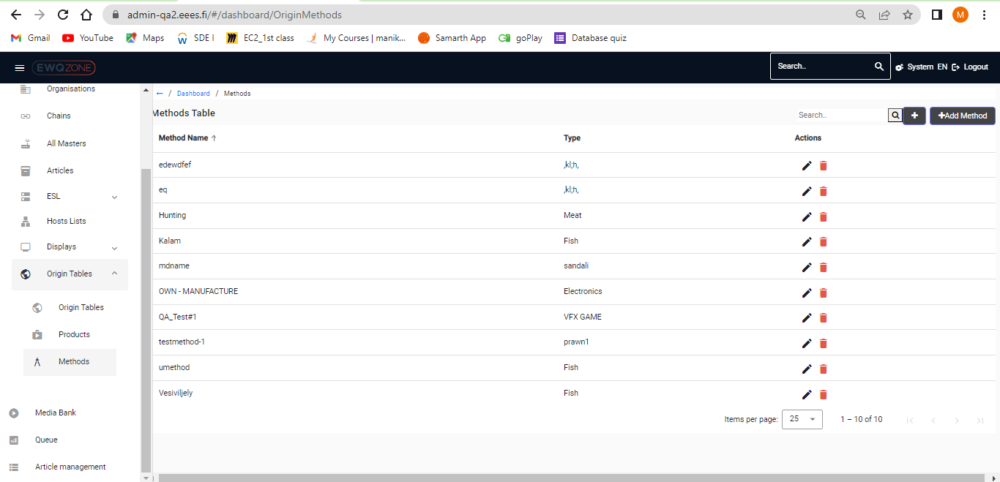 admin-qa2.eees.fi/#/dashboard/OriginMethods
M
Gmail YouTube Maps SDE I EC2_1st class My Courses | manik... Samarth App goPlay Database quiz
EWQZONE Search.. System EN Logout
Organisations
Chains
All Masters
Articles
ESL
Hosts Lists
Displays
Origin Tables
Origin Tables
Products
Methods
Media Bank
Queue
Article management
← / Dashboard / Methods
Methods Table Search.. + +Add Method
Method Name ↑ Type Actions
edewdfef ,kl;h,
eq ,kl;h,
Hunting Meat
Kalam Fish
mdname sandali
OWN - MANUFACTURE Electronics
QA_Test#1 VFX GAME
testmethod-1 prawn1
umethod Fish
Vesiviljely Fish
Items per page: 25 1 – 10 of 10